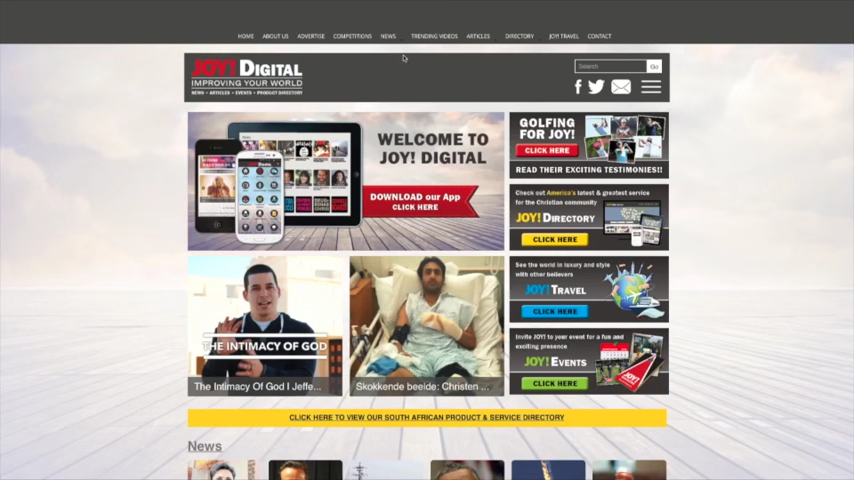 HOME ABOUT US ADVERTISE COMPETITIONS NEWS TRENDING VIDEOS ARTICLES DIRECTORY JOY! TRAVEL CONTACT
JOY! DIGITAL
IMPROVING YOUR WORLD
NEWS • ARTICLES • EVENTS • PRODUCT DIRECTORY
Search Go
WELCOME TO
JOY! DIGITAL
DOWNLOAD our App
CLICK HERE
GOLFING
FOR JOY!
CLICK HERE
READ THEIR EXCITING TESTIMONIES!!
Check out America's latest & greatest service
for the Christian community
JOY! DIRECTORY
CLICK HERE
See the world in luxury and style
with other believers
JOY! TRAVEL
CLICK HERE
Invite JOY! to your event for a fun and
exciting presence
JOY! EVENTS
CLICK HERE
THE INTIMACY OF GOD
The Intimacy Of God I Jeffe...
Skokkende beelde: Christen ...
CLICK HERE TO VIEW OUR SOUTH AFRICAN PRODUCT & SERVICE DIRECTORY
News